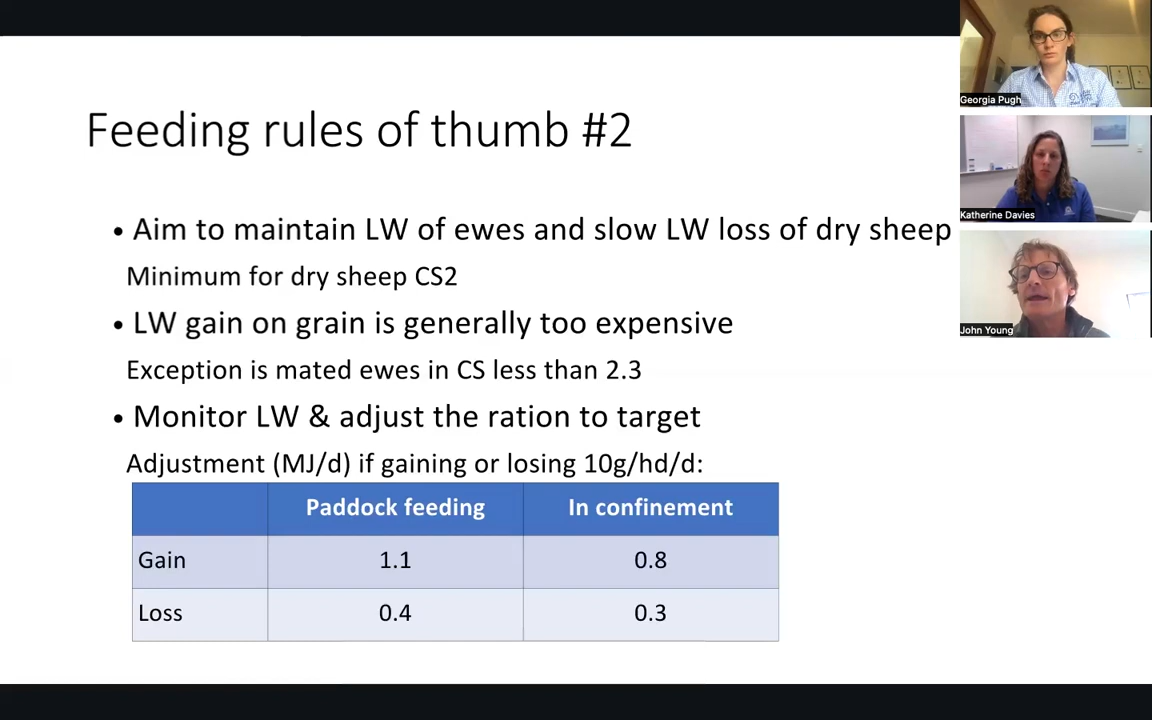 Feeding rules of thumb #2
• Aim to maintain LW of ewes and slow LW loss of dry sheep
Minimum for dry sheep CS2
• LW gain on grain is generally too expensive
Exception is mated ewes in CS less than 2.3
• Monitor LW & adjust the ration to target
Adjustment (MJ/d) if gaining or losing 10g/hd/d:
Paddock feeding In confinement
Gain 1.1 0.8
Loss 0.4 0.3
Georgia Pugh
Katherine Davies
John Young